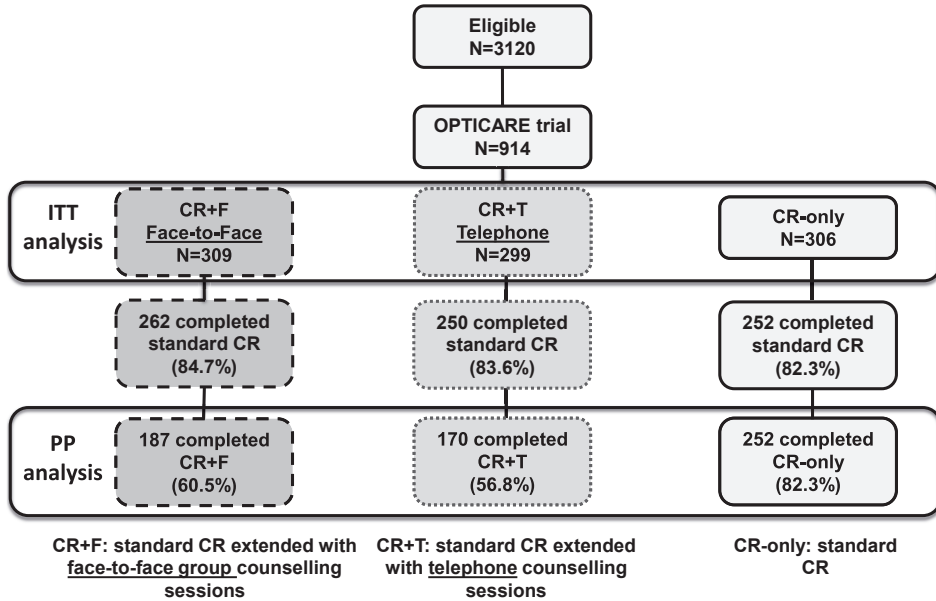 Eligible
N=3120
OPTICARE trial
N=914
ITT
analysis
CR+F
Face-to-Face
N=309
CR+T
Telephone
N=299
CR-only
N=306
262 completed
standard CR
(84.7%)
250 completed
standard CR
(83.6%)
252 completed
standard CR
(82.3%)
PP
analysis
187 completed
CR+F
(60.5%)
170 completed
CR+T
(56.8%)
252 completed
CR-only
(82.3%)
CR+F: standard CR extended with
face-to-face group counselling
sessions
CR+T: standard CR extended
with telephone counselling
sessions
CR-only: standard
CR